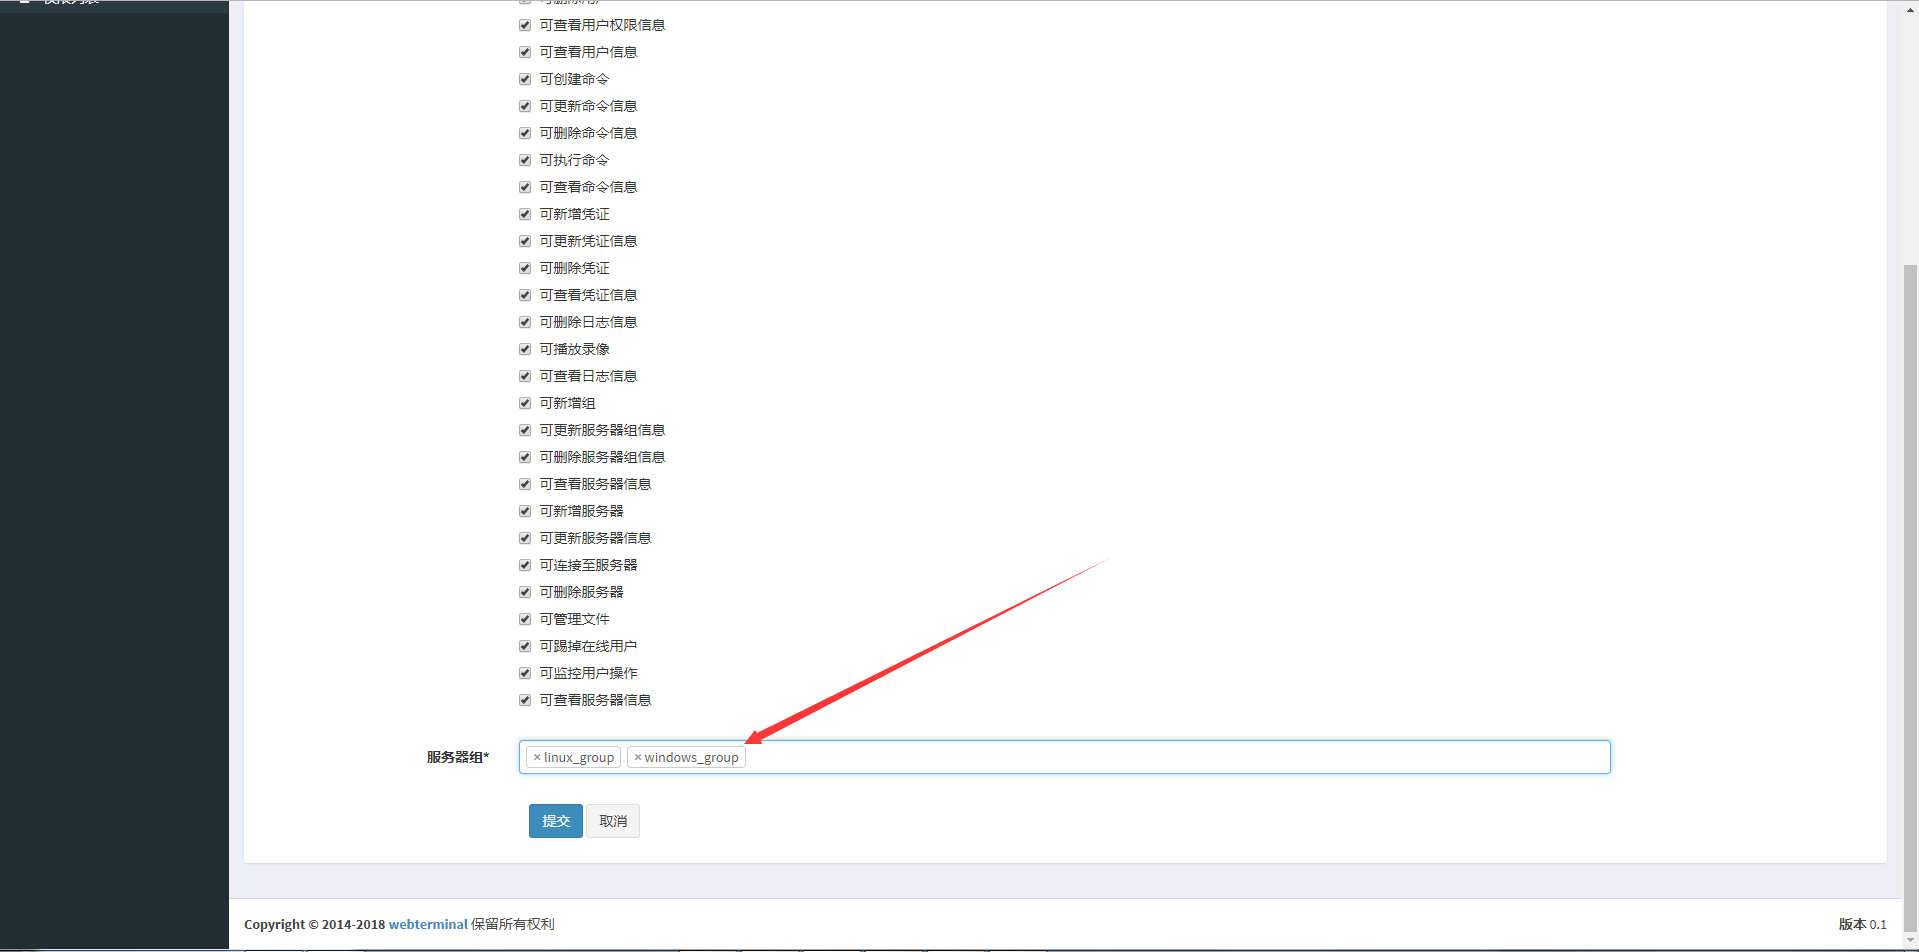 可查看用户权限信息
可查看用户信息
可创建命令
可更新命令信息
可删除命令信息
可执行命令
可查看命令信息
可新增凭证
可更新凭证信息
可删除凭证
可查看凭证信息
可删除日志信息
可播放录像
可查看日志信息
可新增组
可更新服务器组信息
可删除服务器组信息
可查看服务器信息
可新增服务器
可更新服务器信息
可连接至服务器
可删除服务器
可管理文件
可踢掉在线用户
可监控用户操作
可查看服务器信息
服务器组* × linux_group × windows_group
提交 取消
Copyright © 2014-2018 webterminal 保留所有权利 版本 0.1